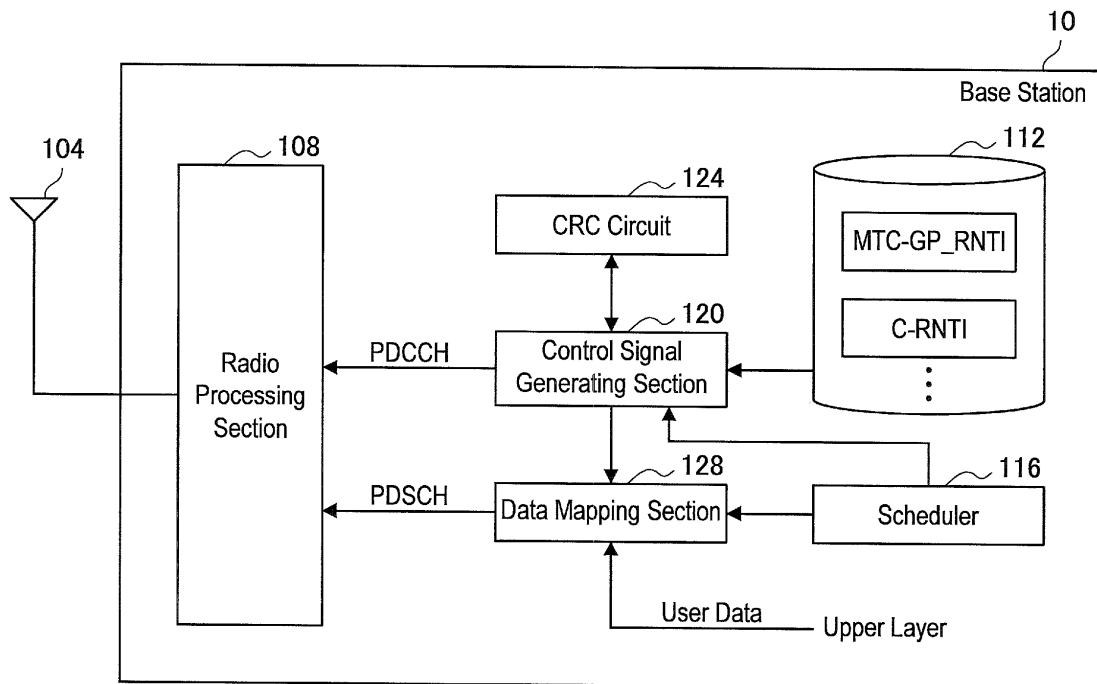 10
Base Station
104
108
112
124
CRC Circuit
MTC-GP_RNTI
120
C-RNTI
PDCCH
Control Signal
Generating Section
Radio
Processing
Section
128
116
PDSCH
Data Mapping Section
Scheduler
User Data
Upper Layer